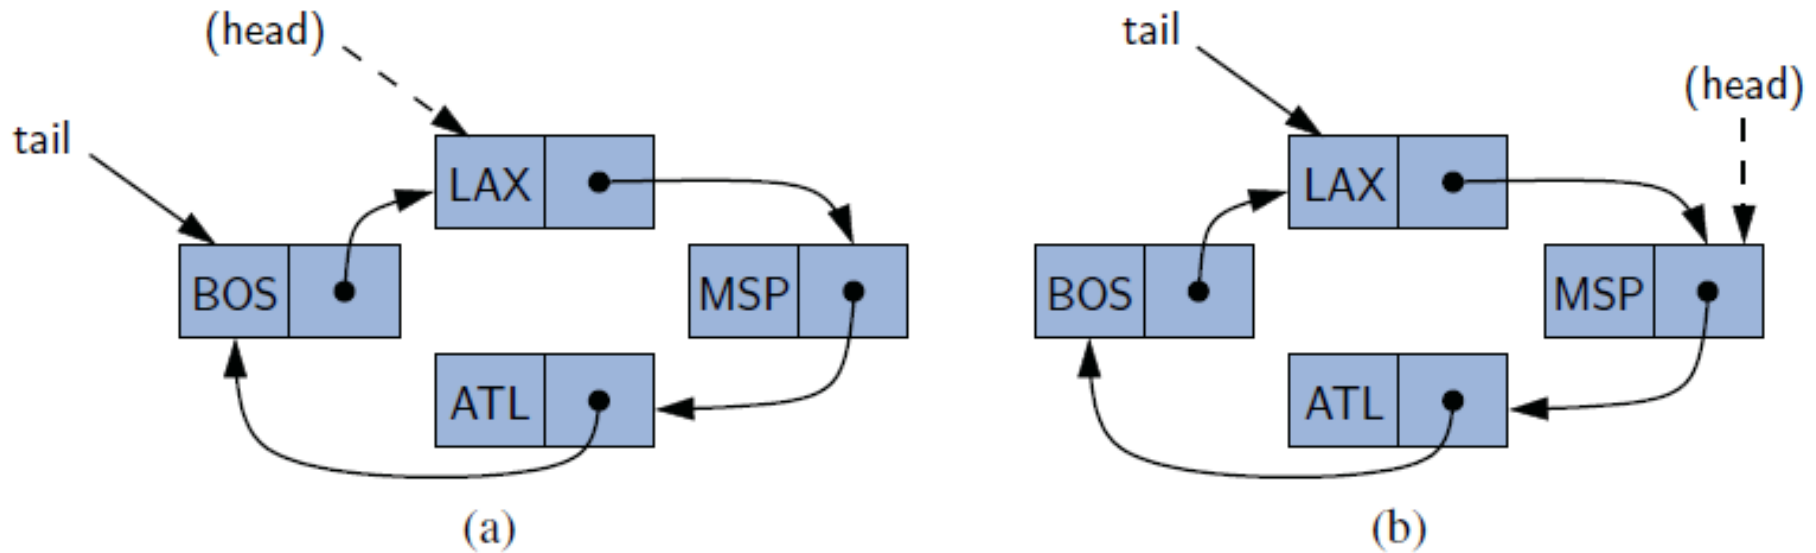 (head)
tail
LAX
BOS
MSP
ATL
(a)
tail
(head)
LAX
BOS
MSP
ATL
(b)